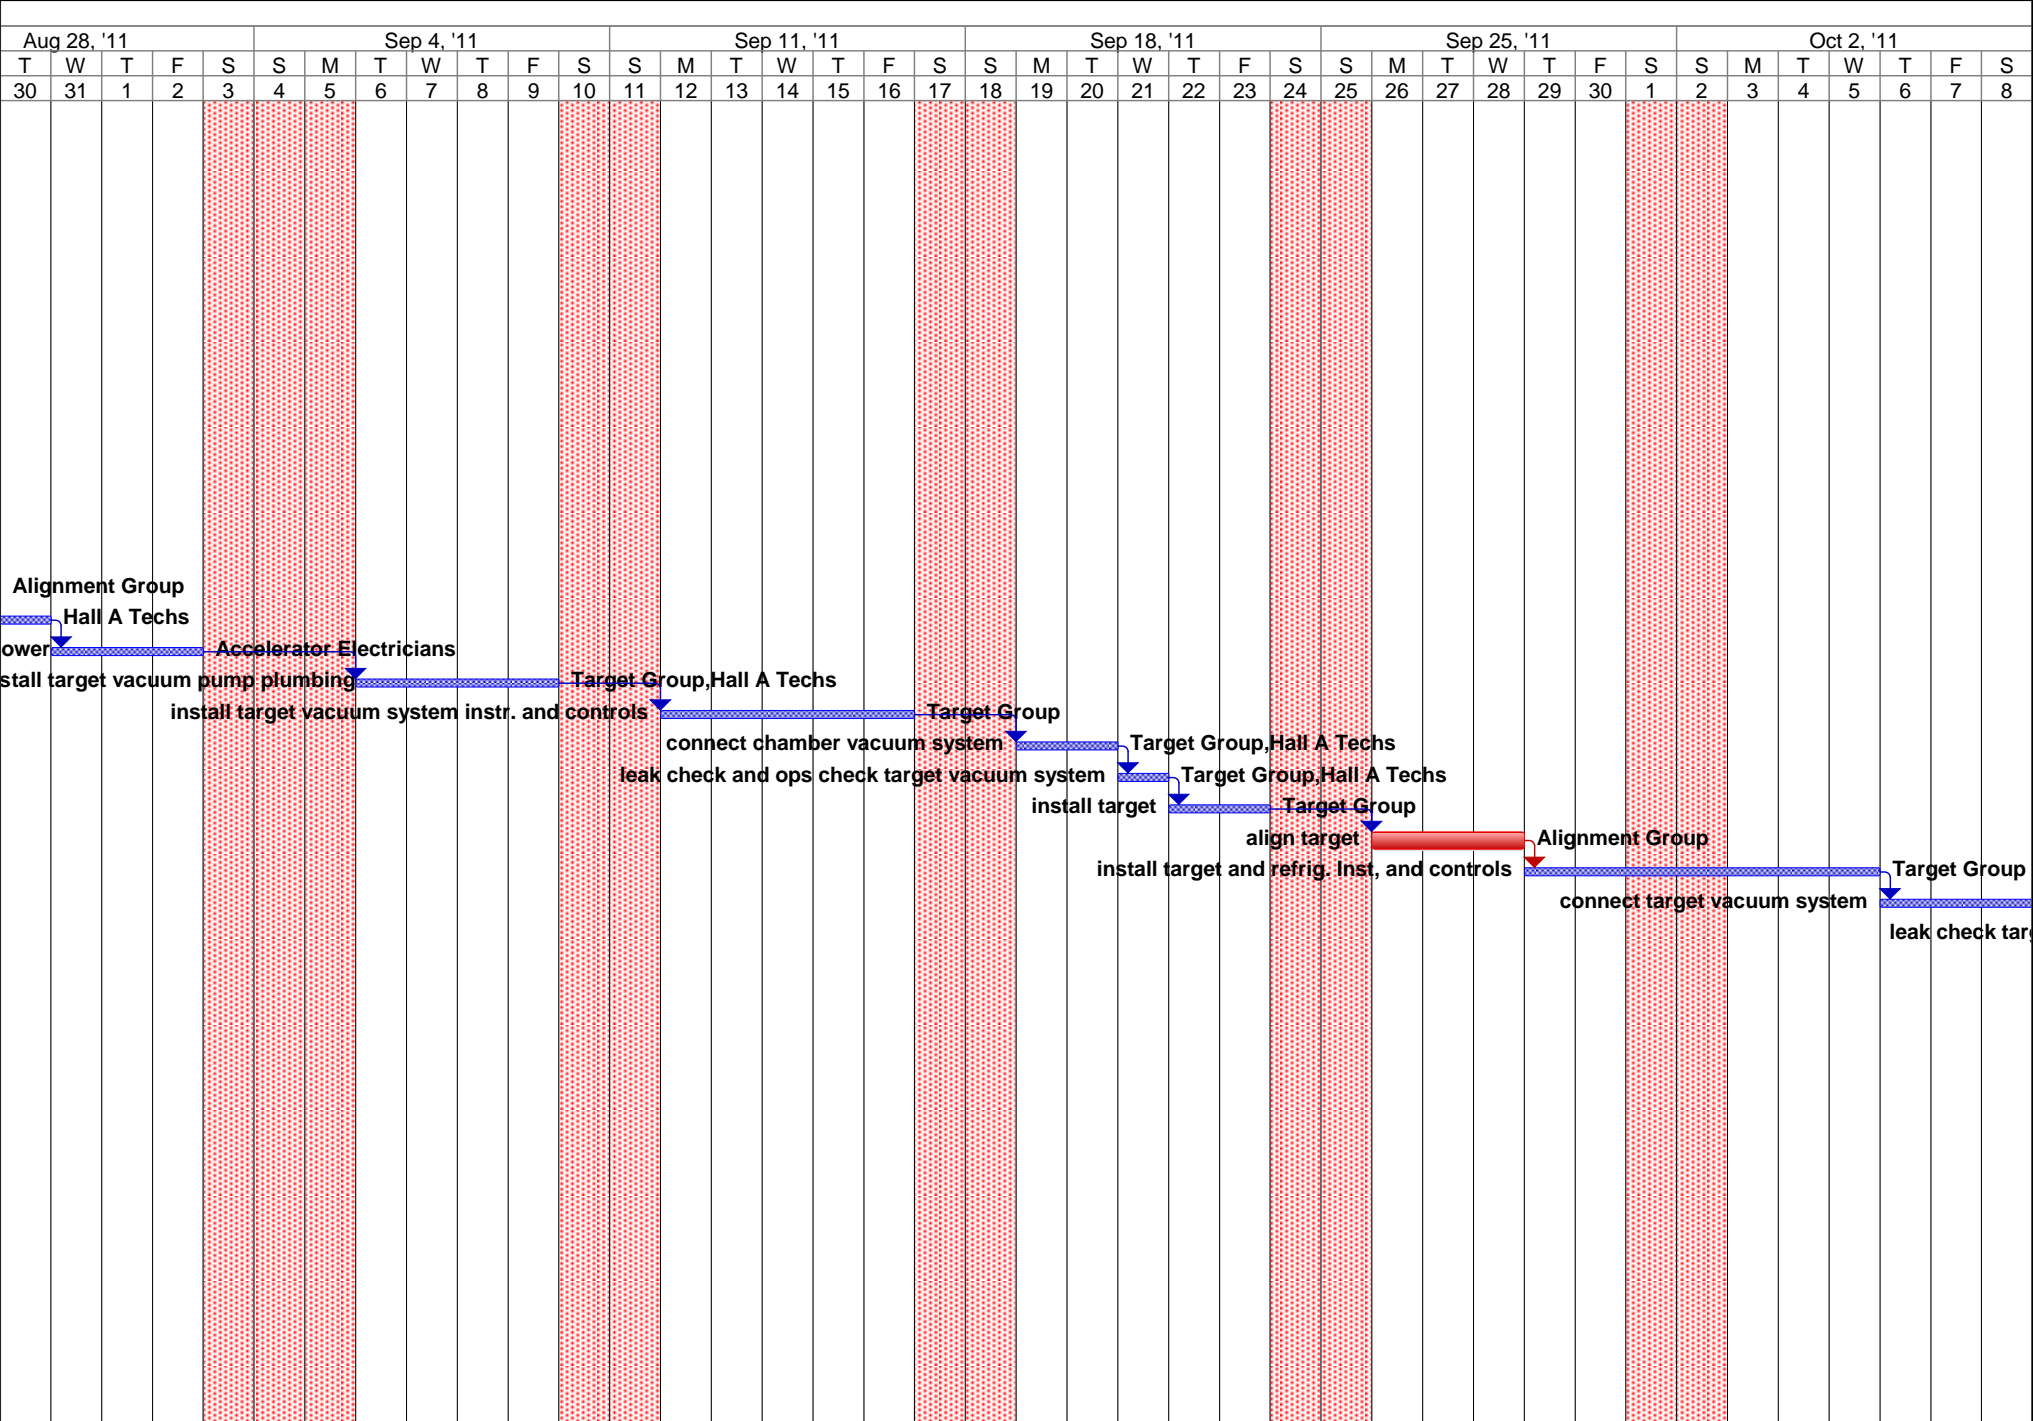 Aug 28, '11 Sep 4, '11 Sep 11, '11 Sep 18, '11 Sep 25, '11 Oct 2, '11
T W T F S S M T W T F S S M T W T F S S M T W T F S S M T W T F S S M T W T F S
30 31 1 2 3 4 5 6 7 8 9 10 11 12 13 14 15 16 17 18 19 20 21 22 23 24 25 26 27 28 29 30 1 2 3 4 5 6 7 8
Alignment Group
Hall A Techs
ower Accelerator Electricians
stall target vacuum pump plumbing Target Group,Hall A Techs
install target vacuum system instr. and controls Target Group
connect chamber vacuum system Target Group,Hall A Techs
leak check and ops check target vacuum system Target Group,Hall A Techs
install target Target Group
align target Alignment Group
install target and refrig. Inst, and controls Target Group
connect target vacuum system
leak check tar